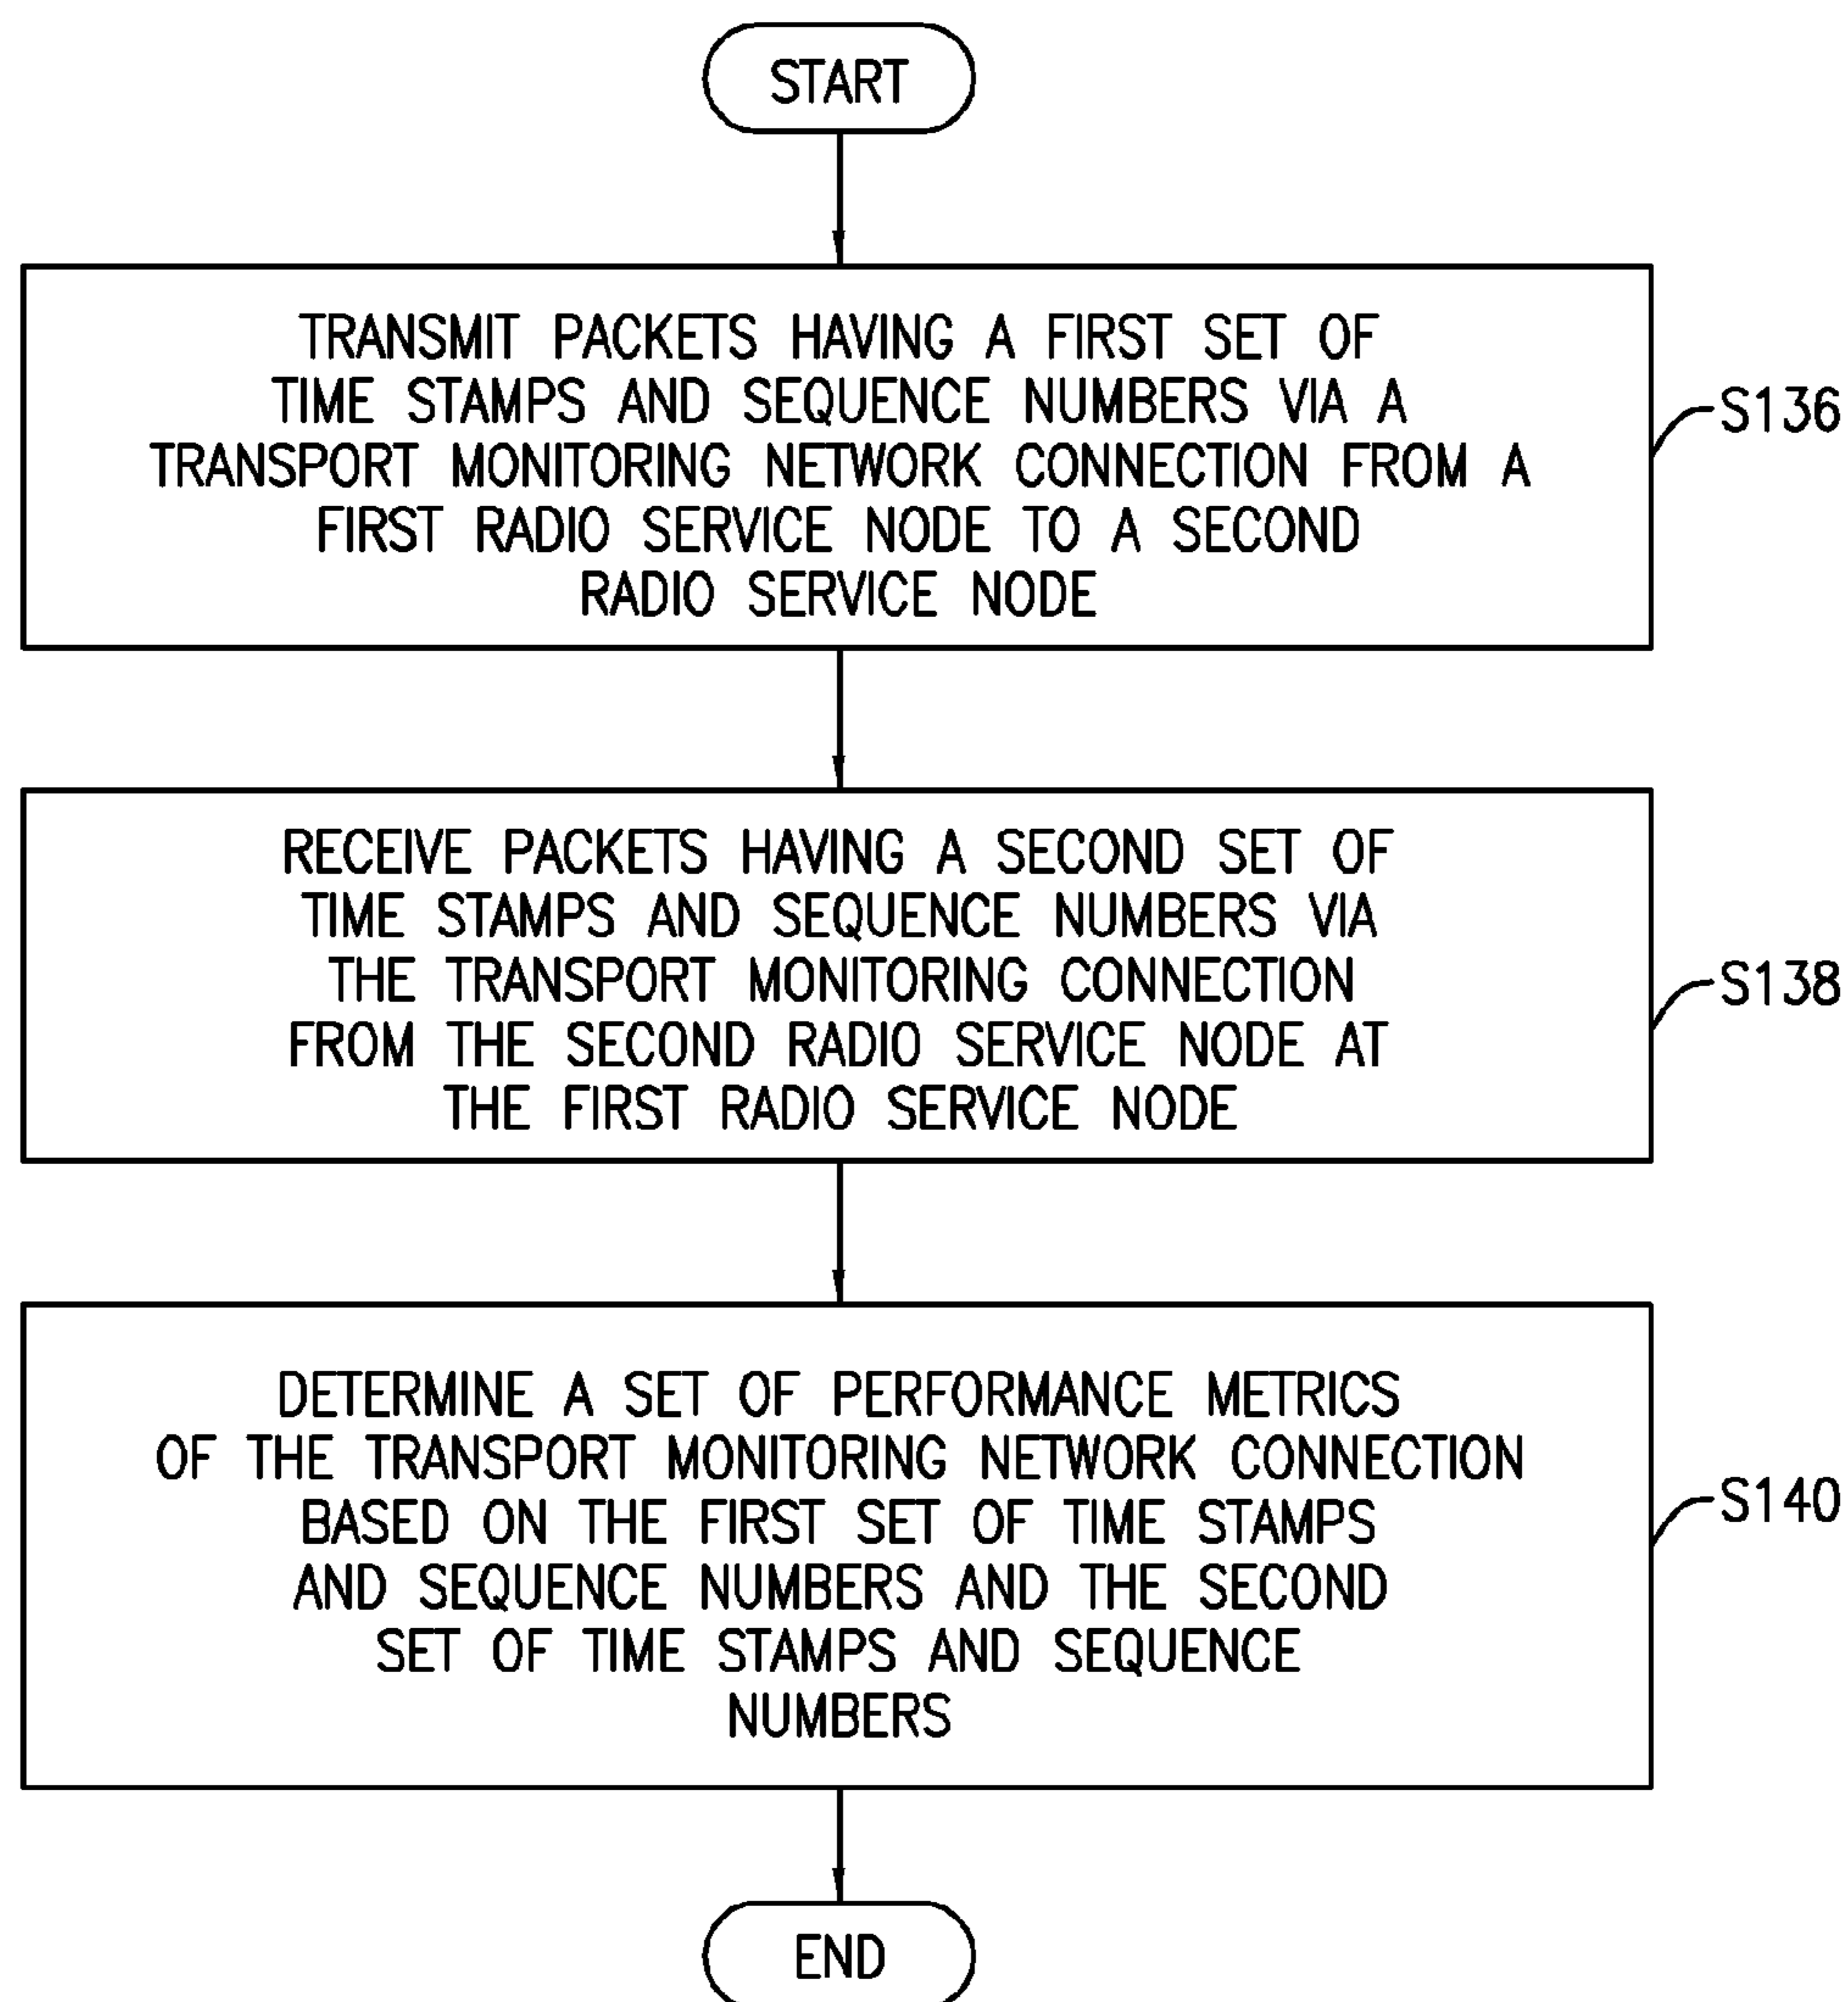 START
TRANSMIT PACKETS HAVING A FIRST SET OF
TIME STAMPS AND SEQUENCE NUMBERS VIA A
TRANSPORT MONITORING NETWORK CONNECTION FROM A
FIRST RADIO SERVICE NODE TO A SECOND
RADIO SERVICE NODE
S136
RECEIVE PACKETS HAVING A SECOND SET OF
TIME STAMPS AND SEQUENCE NUMBERS VIA
THE TRANSPORT MONITORING CONNECTION
FROM THE SECOND RADIO SERVICE NODE AT
THE FIRST RADIO SERVICE NODE
S138
DETERMINE A SET OF PERFORMANCE METRICS
OF THE TRANSPORT MONITORING NETWORK CONNECTION
BASED ON THE FIRST SET OF TIME STAMPS
AND SEQUENCE NUMBERS AND THE SECOND
SET OF TIME STAMPS AND SEQUENCE
NUMBERS
S140
END